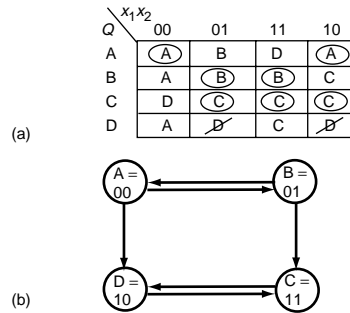 x1x2
Q 00 01 11 10
A A B D A
B A B B C
C D C C C
D A D C D
(a)
A = 00
B = 01
D = 10
C = 11
(b)